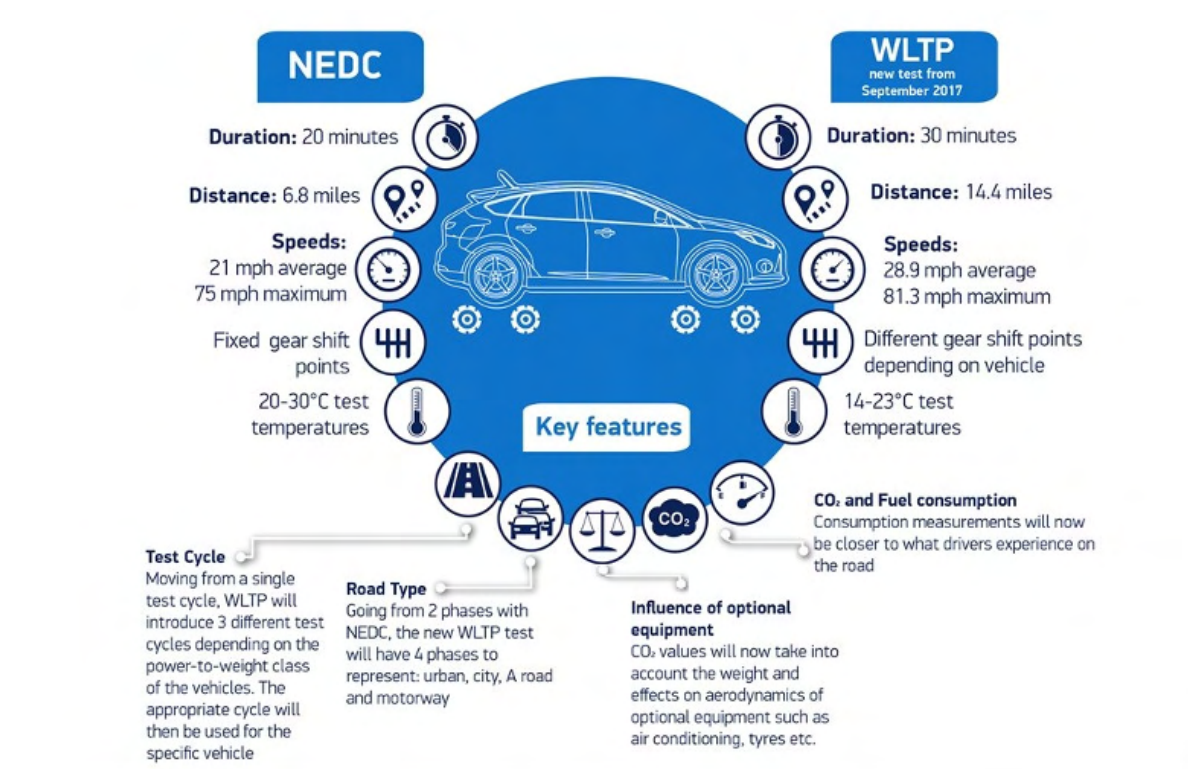 NEDC
Duration: 20 minutes
Distance: 6.8 miles
Speeds:
21 mph average
75 mph maximum
Fixed gear shift
points
20-30°C test
temperatures
WLTP
new test from
September 2017
Duration: 30 minutes
Distance: 14.4 miles
Speeds:
28.9 mph average
81.3 mph maximum
Different gear shift points
depending on vehicle
14-23°C test
temperatures
Key features
CO₂
E F
Test Cycle
Moving from a single
test cycle, WLTP will
introduce 3 different test
cycles depending on the
power-to-weight class
of the vehicles. The
appropriate cycle will
then be used for the
specific vehicle
Road Type
Going from 2 phases with
NEDC, the new WLTP test
will have 4 phases to
represent: urban, city, A road
and motorway
Influence of optional
equipment
CO₂ values will now take into
account the weight and
effects on aerodynamics of
optional equipment such as
air conditioning, tyres etc.
CO₂ and Fuel consumption
Consumption measurements will now
be closer to what drivers experience on
the road